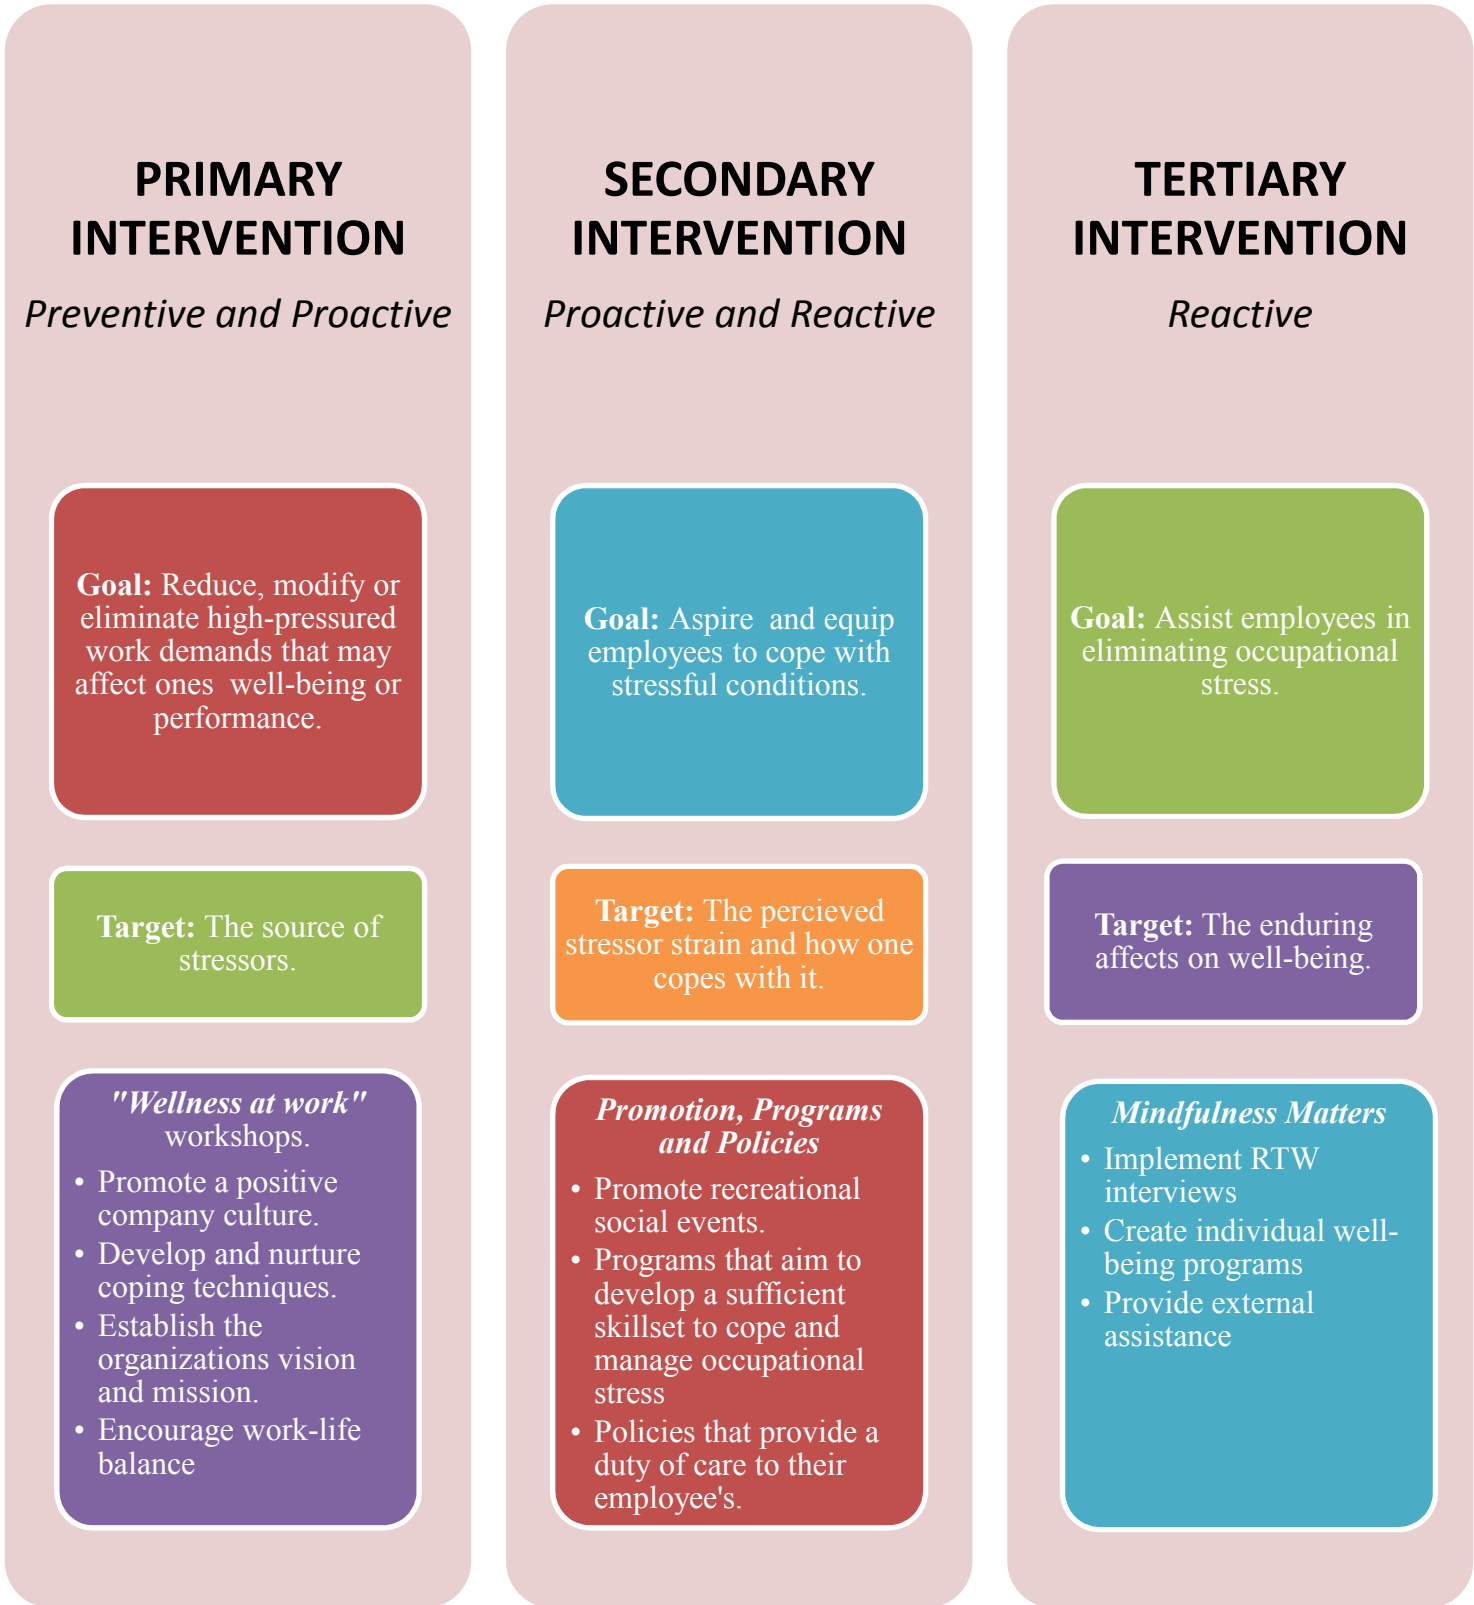 PRIMARY
INTERVENTION
Preventive and Proactive
Goal: Reduce, modify or
eliminate high-pressured
work demands that may
affect ones  well-being or
performance.
Target: The source of
stressors.
"Wellness at work"
workshops.
• Promote a positive
company culture.
• Develop and nurture
coping techniques.
• Establish the
organizations vision
and mission.
• Encourage work-life
balance
SECONDARY
INTERVENTION
Proactive and Reactive
Goal: Aspire  and equip
employees to cope with
stressful conditions.
Target: The percieved
stressor strain and how one
copes with it.
Promotion, Programs
and Policies
• Promote recreational
social events.
• Programs that aim to
develop a sufficient
skillset to cope and
manage occupational
stress
• Policies that provide a
duty of care to their
employee's.
TERTIARY
INTERVENTION
Reactive
Goal: Assist employees in
eliminating occupational
stress.
Target: The enduring
affects on well-being.
Mindfulness Matters
• Implement RTW
interviews
• Create individual well-
being programs
• Provide external
assistance